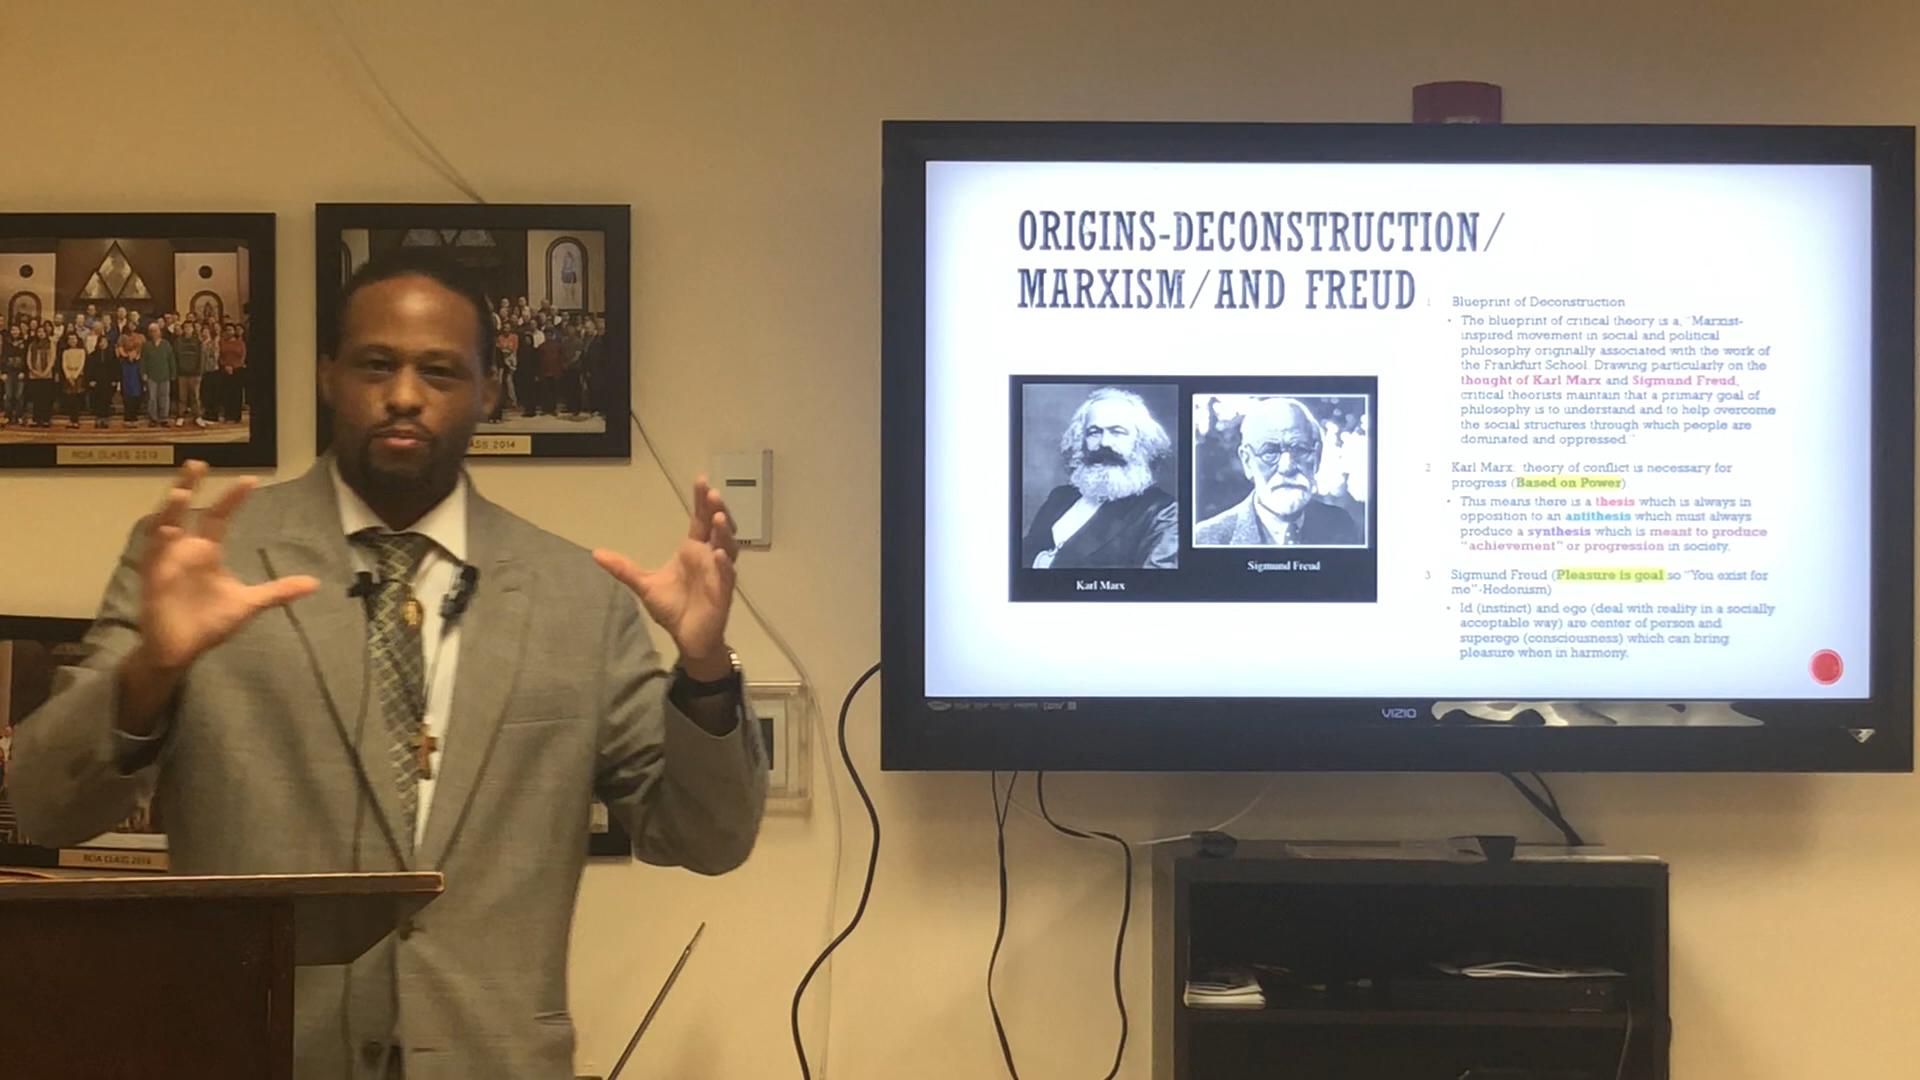 ORIGINS-DECONSTRUCTION/
MARXISM/AND FREUD
1 Blueprint of Deconstruction
• The blueprint of critical theory is a, "Marxist-
inspired movement in social and political
philosophy originally associated with the work of
the Frankfurt School. Drawing particularly on the
thought of Karl Marx and Sigmund Freud,
critical theorists maintain that a primary goal of
philosophy is to understand and to help overcome
the social structures through which people are
dominated and oppressed"
2 Karl Marx: theory of conflict is necessary for
progress (Based on Power)
• This means there is a thesis which is always in
opposition to an antithesis which must always
produce a synthesis which is meant to produce
"achievement" or progression in society.
3 Sigmund Freud (Pleasure is goal so "You exist for
me"-Hedonism)
• Id (instinct) and ego (deal with reality in a socially
acceptable way) are center of person and
superego (consciousness) which can bring
pleasure when in harmony.
Karl Marx
Sigmund Freud
VIZIO
RCIA CLASS 2013
CLASS 2014
RCIA CLASS